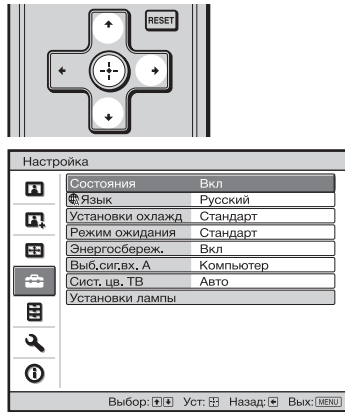 RESET
Настройка
Состояния Вкл
Язык Русский
Установки охлажд Стандарт
Режим ожидания Стандарт
Энергосбереж. Вкл
Выб.сиг.вх. А Компьютер
Сист. цв. ТВ Авто
Установки лампы
Выбор: Уст: Назад: Вых: MENU